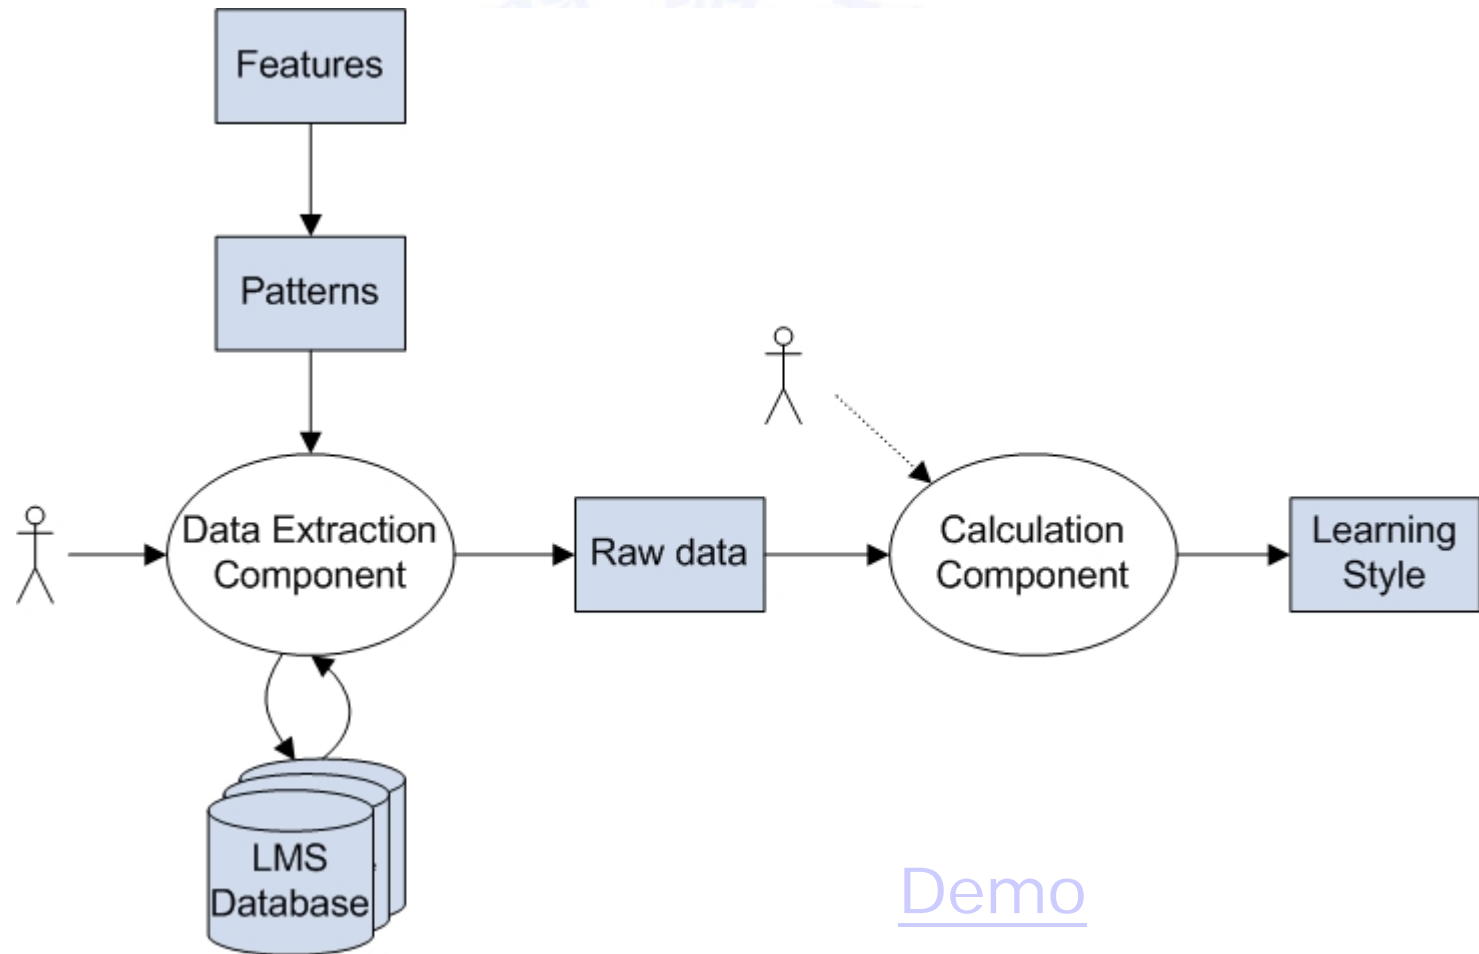 Features
Patterns
Data Extraction
Component
Raw data
Calculation
Component
Learning
Style
LMS
Database
Demo